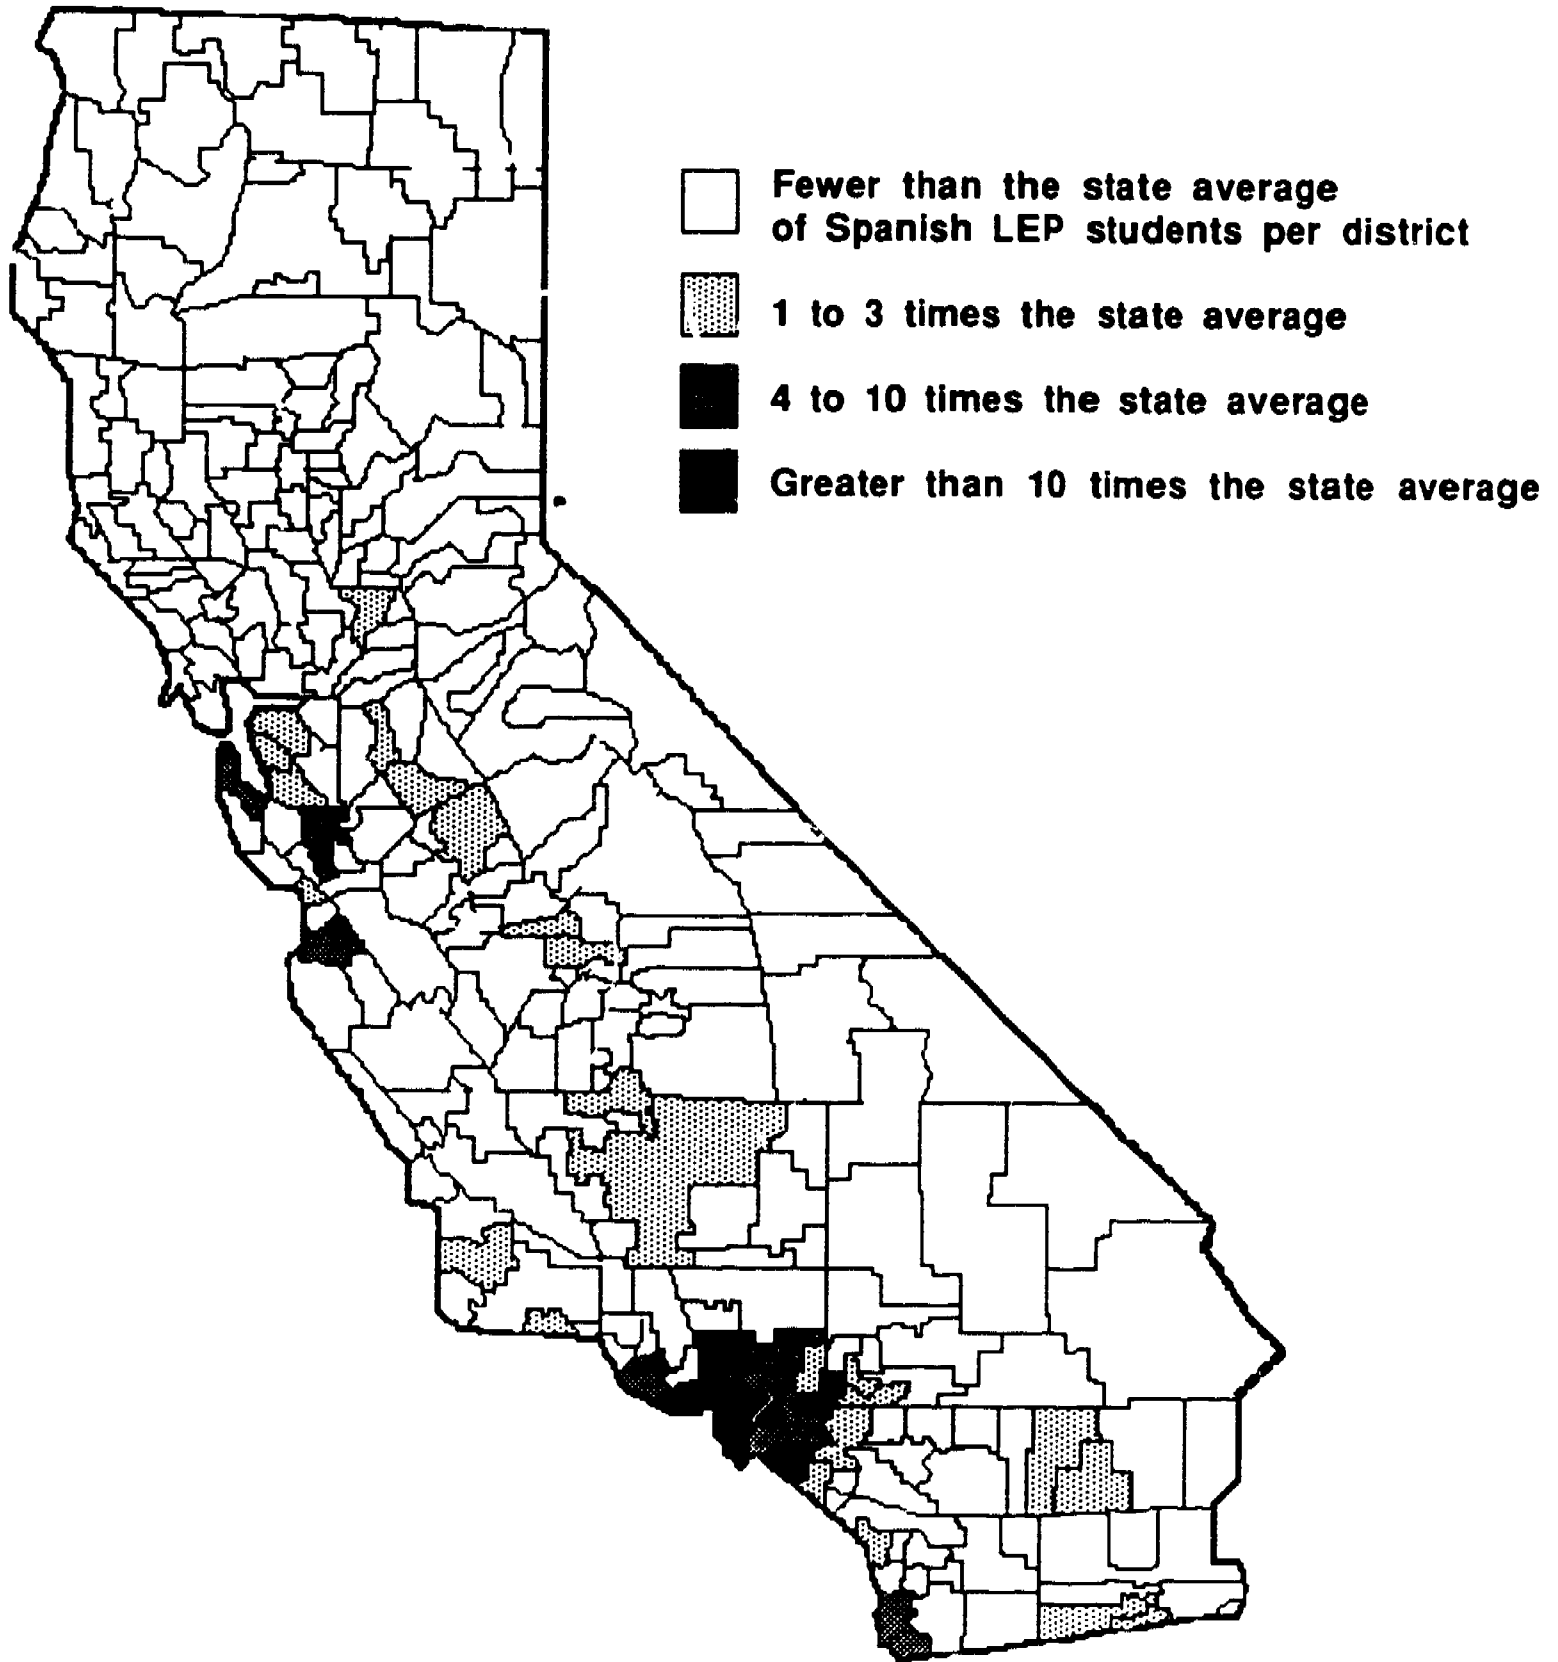 Fewer than the state average
of Spanish LEP students per district
1 to 3 times the state average
4 to 10 times the state average
Greater than 10 times the state average